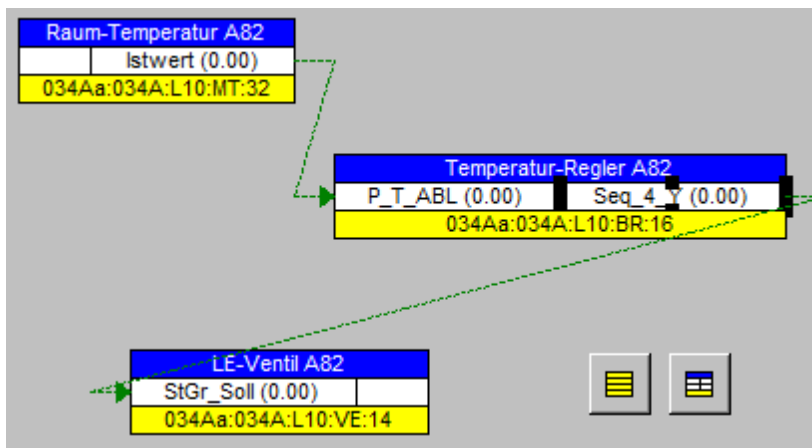 Raum-Temperatur A82
Istwert (0.00)
034Aa:034A:L10:MT:32
Temperatur-Regler A82
P_T_ABL (0.00) Seq_4_Y (0.00)
034Aa:034A:L10:BR:16
LE-Ventil A82
StGr_Soll (0.00)
034Aa:034A:L10:VE:14